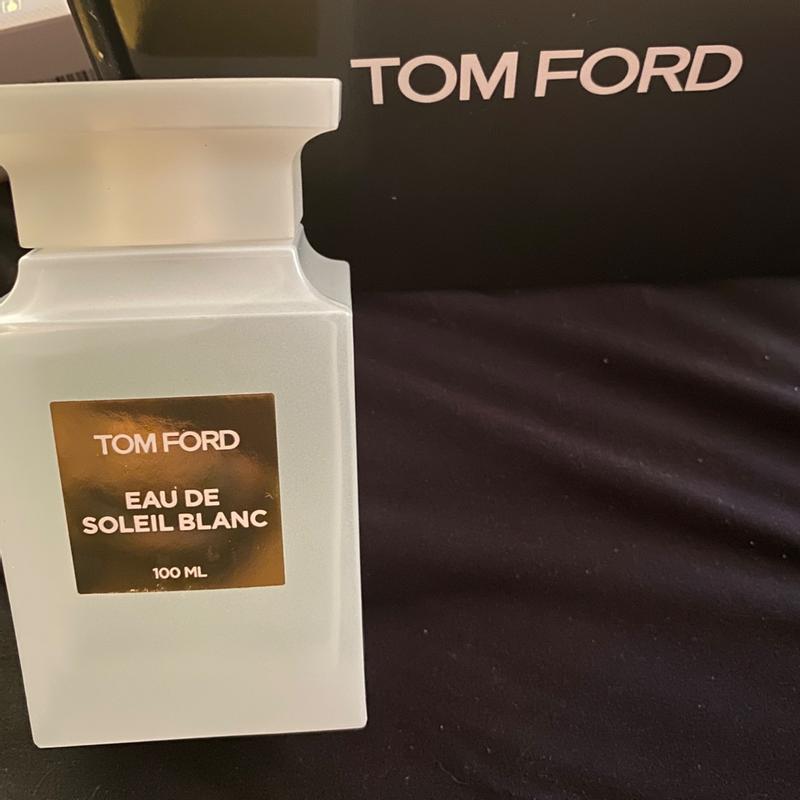 TOM FORD
TOM FORD
EAU DE
SOLEIL BLANC
100 ML